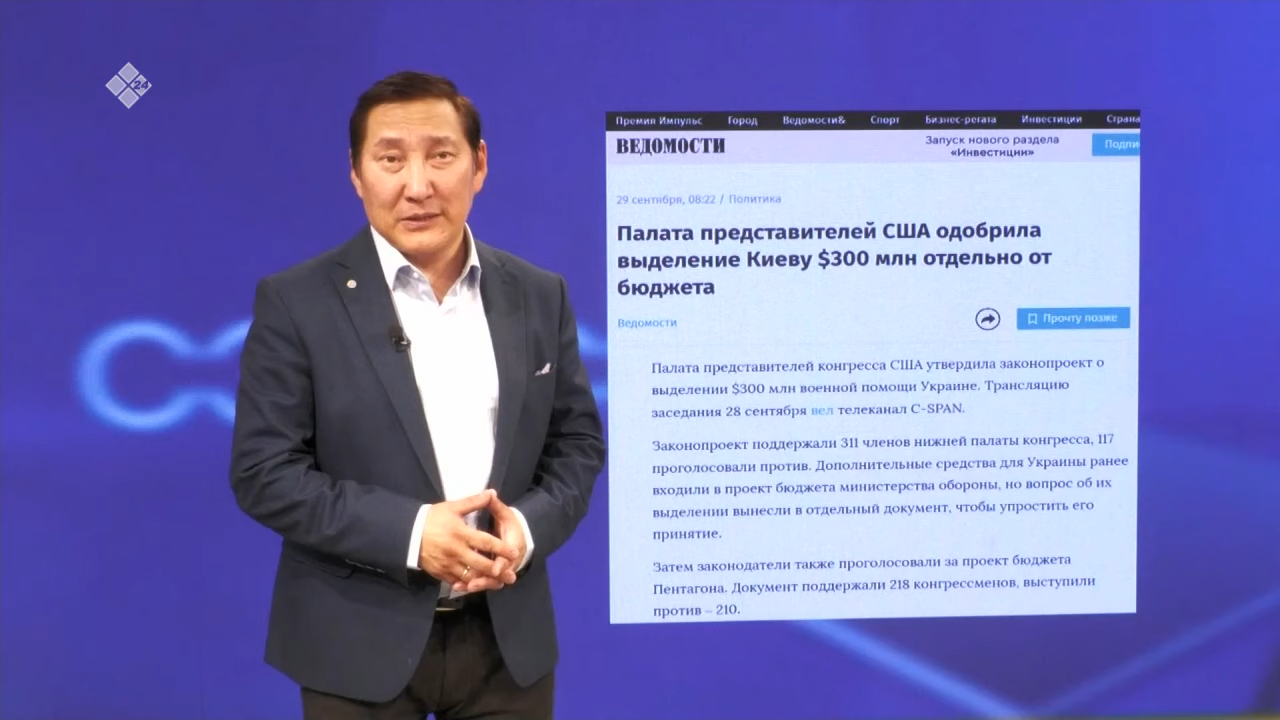 Х24
Премия Импульс Город Ведомости& Спорт Бизнес-регата Инвестиции Страна
ВЕДОМОСТИ
Запуск нового раздела
«Инвестиции»
Подпи
29 сентября, 08:22 / Политика
Палата представителей США одобрила
выделение Киеву $300 млн отдельно от
бюджета
Ведомости
Прочту позже
Палата представителей конгресса США утвердила законопроект о
выделении $300 млн военной помощи Украине. Трансляцию
заседания 28 сентября вел телеканал C-SPAN.
Законопроект поддержали 311 членов нижней палаты конгресса, 117
проголосовали против. Дополнительные средства для Украины ранее
входили в проект бюджета министерства обороны, но вопрос об их
выделении вынесли в отдельный документ, чтобы упростить его
принятие.
Затем законодатели также проголосовали за проект бюджета
Пентагона. Документ поддержали 218 конгрессменов, выступили
против – 210.